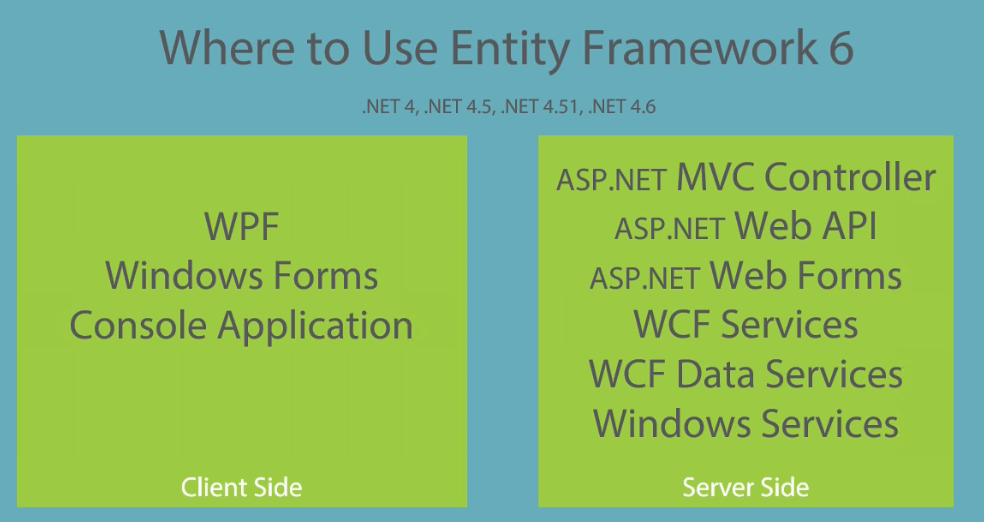 Where to Use Entity Framework 6
.NET 4, .NET 4.5, .NET 4.51, .NET 4.6
WPF
Windows Forms
Console Application
Client Side
ASP.NET MVC Controller
ASP.NET Web API
ASP.NET Web Forms
WCF Services
WCF Data Services
Windows Services
Server Side